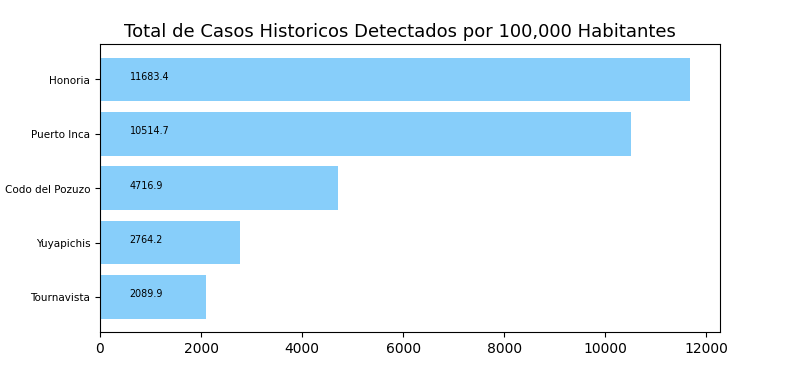 Total de Casos Historicos Detectados por 100,000 Habitantes
Honoria 11683.4
Puerto Inca 10514.7
Codo del Pozuzo 4716.9
Yuyapichis 2764.2
Tournavista 2089.9
0 2000 4000 6000 8000 10000 12000